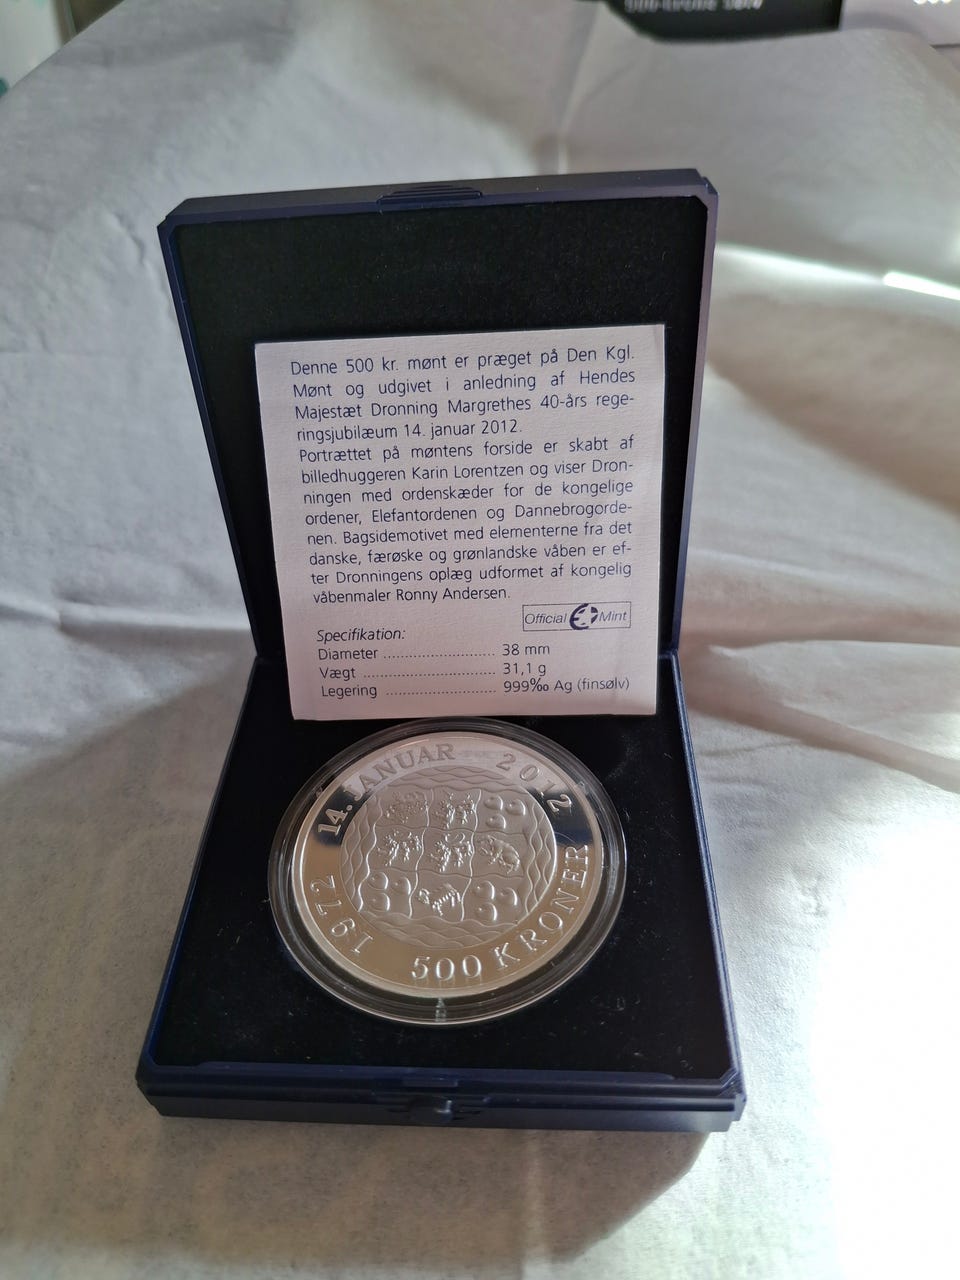 Denne 500 kr. mønt er præget på Den Kgl.
Mønt og udgivet i anledning af Hendes
Majestæt Dronning Margrethes 40-års rege-
ringsjubilæum 14. januar 2012.
Portrættet på møntens forside er skabt af
billedhuggeren Karin Lorentzen og viser Dron-
ningen med ordenskæder for de kongelige
ordener, Elefantordenen og Dannebrogorde-
nen. Bagsidemotivet med elementerne fra det
danske, færøske og grønlandske våben er ef-
ter Dronningens oplæg udformet af kongelig
våbenmaler Ronny Andersen.
Official Mint
Specifikation:
Diameter .......................... 38 mm
Vægt ............................... 31,1 g
Legering ......................... 999‰ Ag (finsølv)
14. JANUAR 2012
1972
500 KRONER